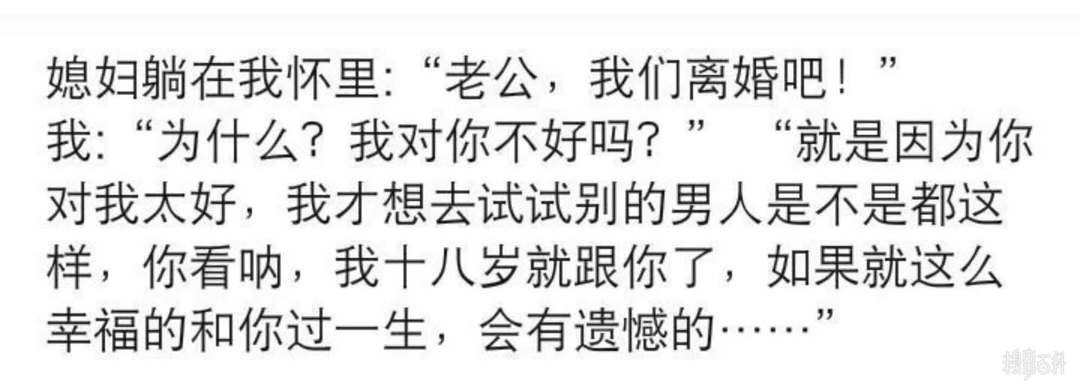 媳妇躺在我怀里:“老公，我们离婚吧！”
我:“为什么？我对你不好吗？” “就是因为你
对我太好，我才想去试试别的男人是不是都这
样，你看呐，我十八岁就跟你了，如果就这么
幸福的和你过一生，会有遗憾的……”